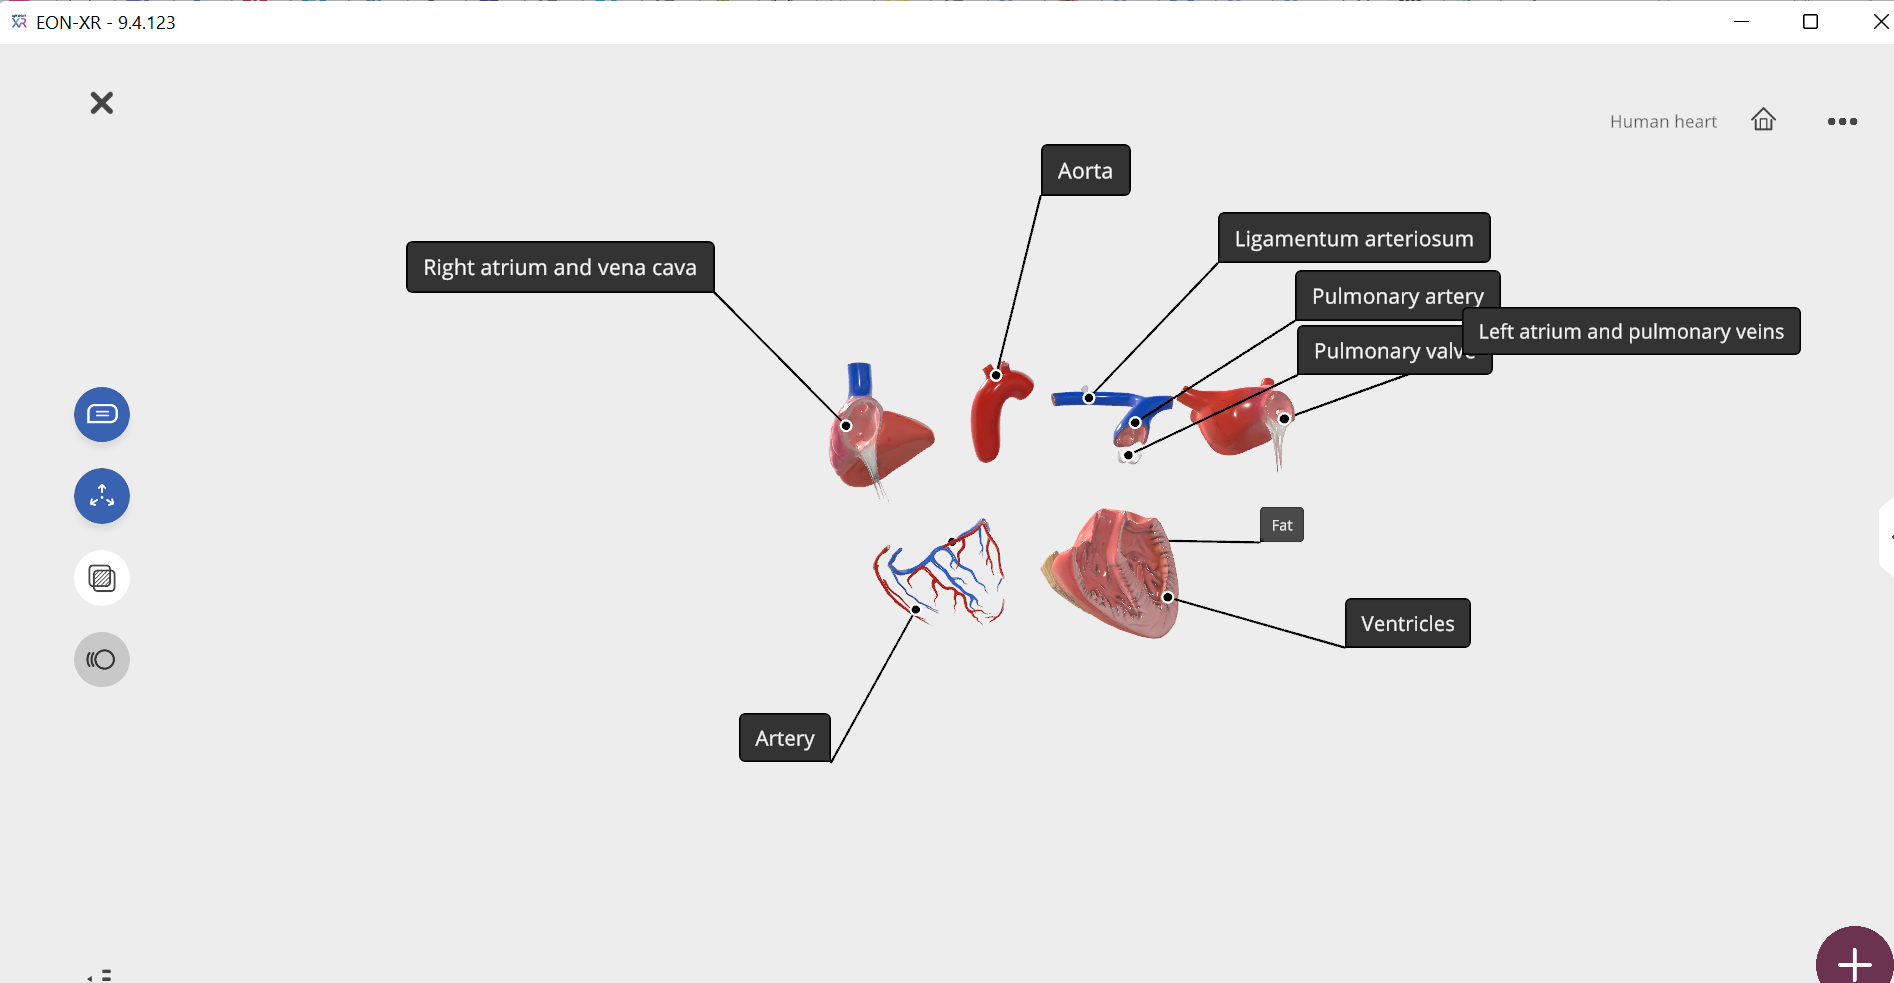 EON-XR - 9.4.123
Human heart
Aorta
Ligamentum arteriosum
Right atrium and vena cava
Pulmonary artery
Left atrium and pulmonary veins
Pulmonary valve
Fat
Ventricles
Artery